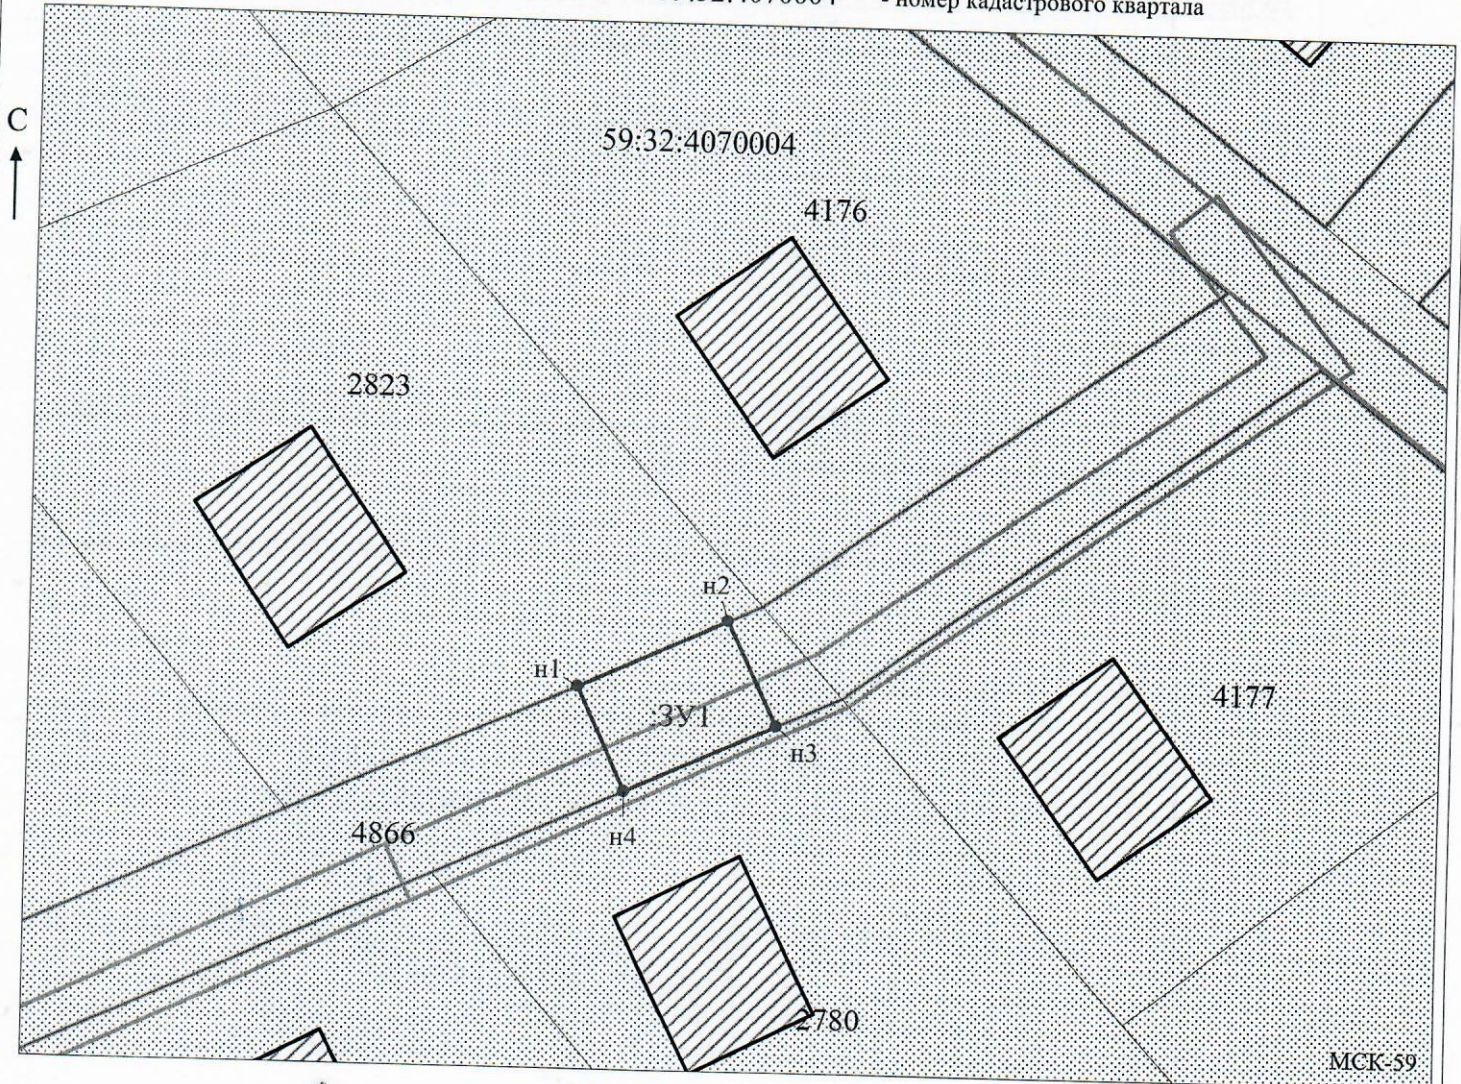 - номер кадастрового квартала
С
59:32:4070004
4176
2823
н2
н1
:ЗУ1
4177
н3
4866
н4
2780
МСК-59